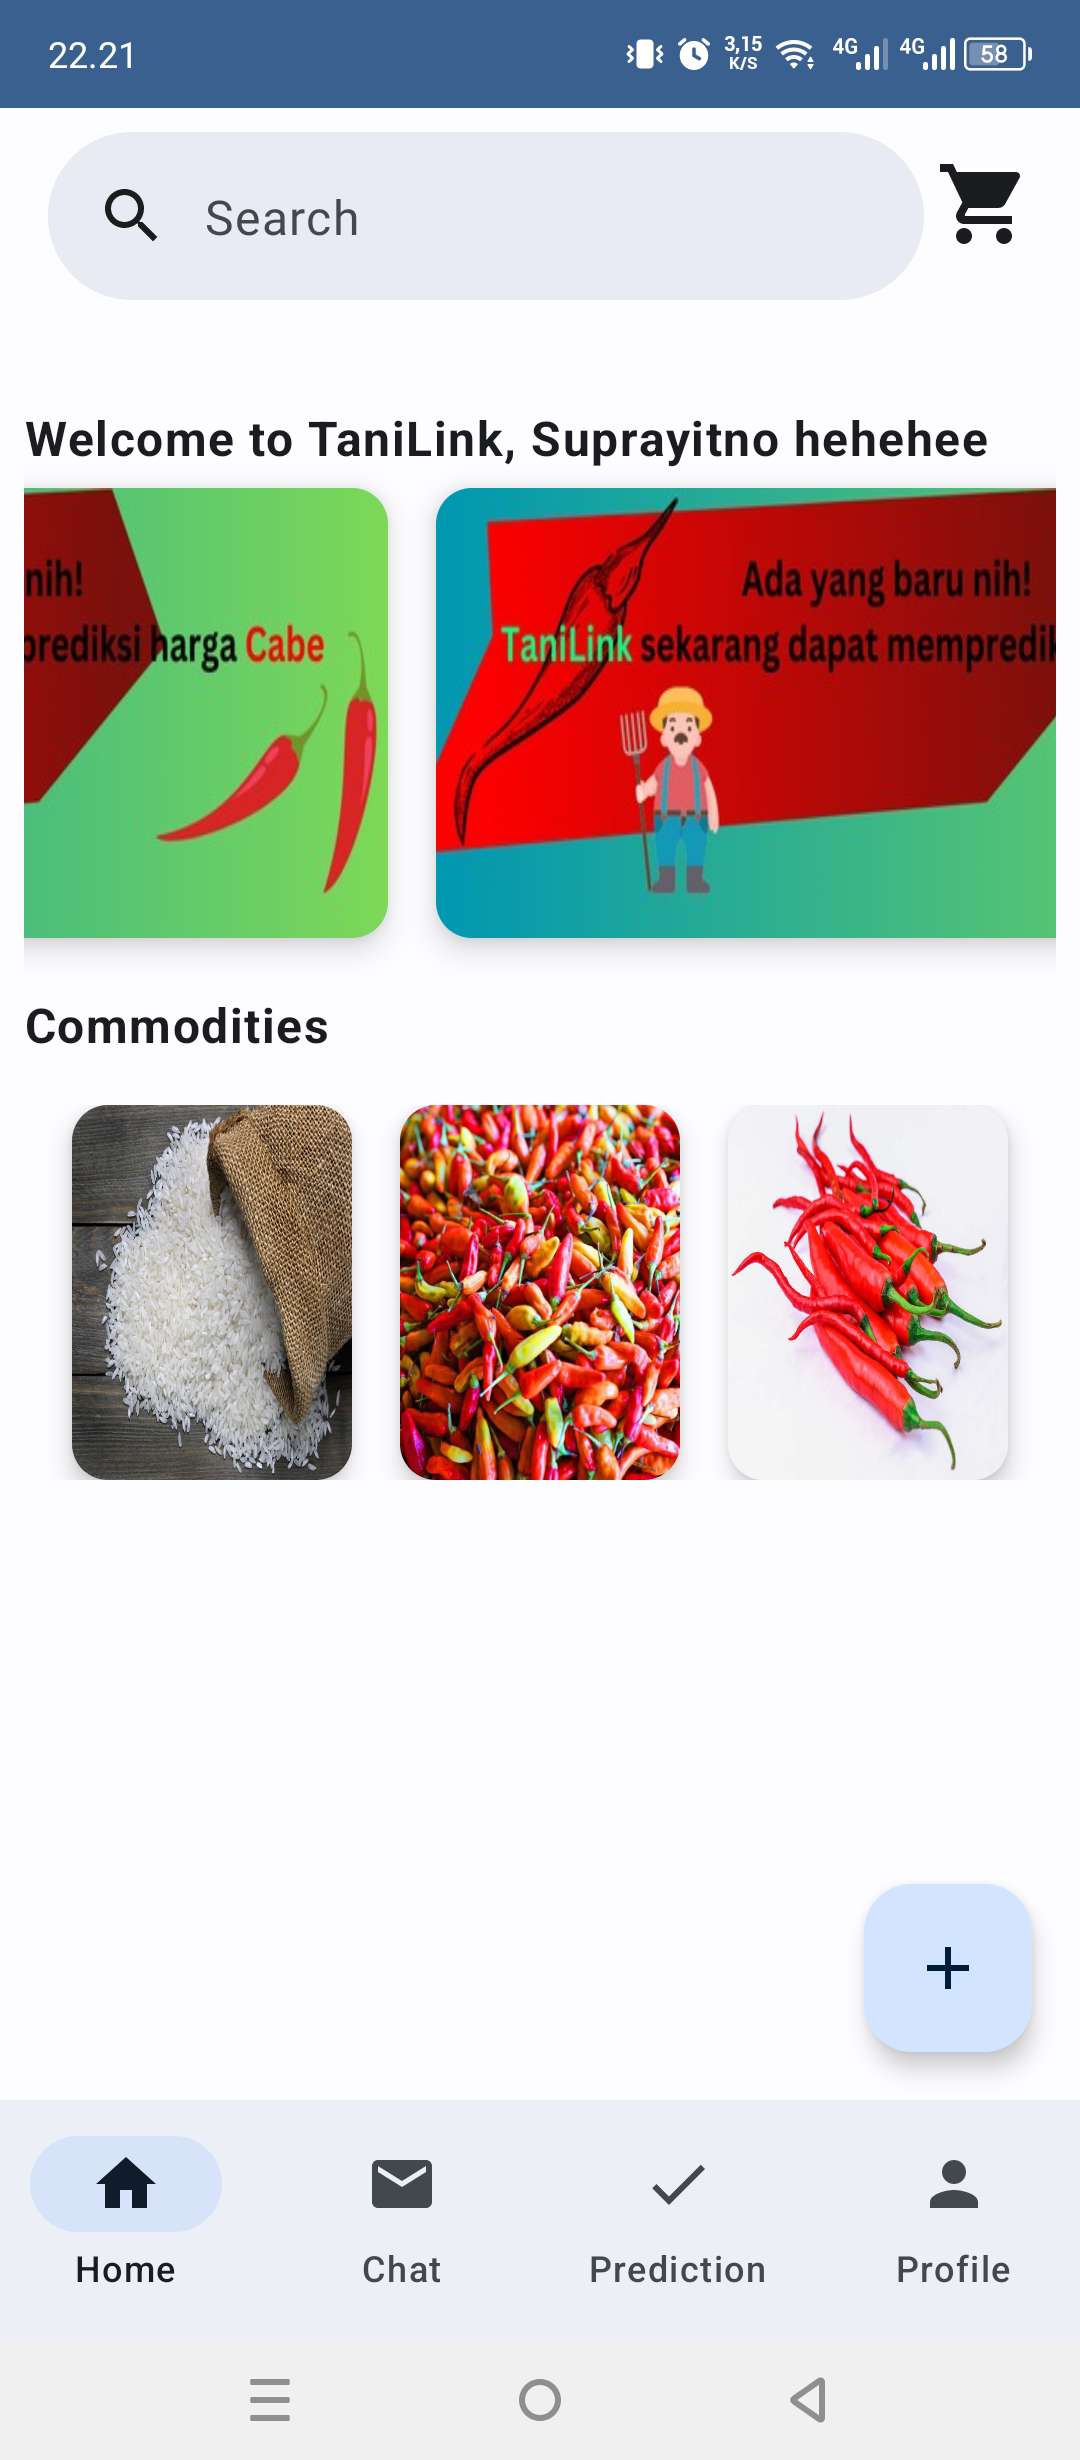 22.21
3,15
K/S
4G
4G
58
Search
Welcome to TaniLink, Suprayitno hehehee
nih!
prediksi harga Cabe
Ada yang baru nih!
TaniLink sekarang dapat mempredik
Commodities
Home
Chat
Prediction
Profile